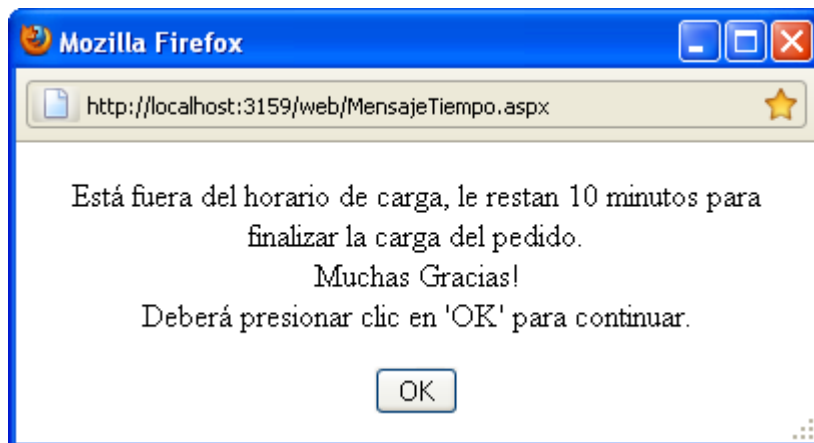 Mozilla Firefox
http://localhost:3159/web/MensajeTiempo.aspx
Está fuera del horario de carga, le restan 10 minutos para
finalizar la carga del pedido.
Muchas Gracias!
Deberá presionar clic en 'OK' para continuar.
OK